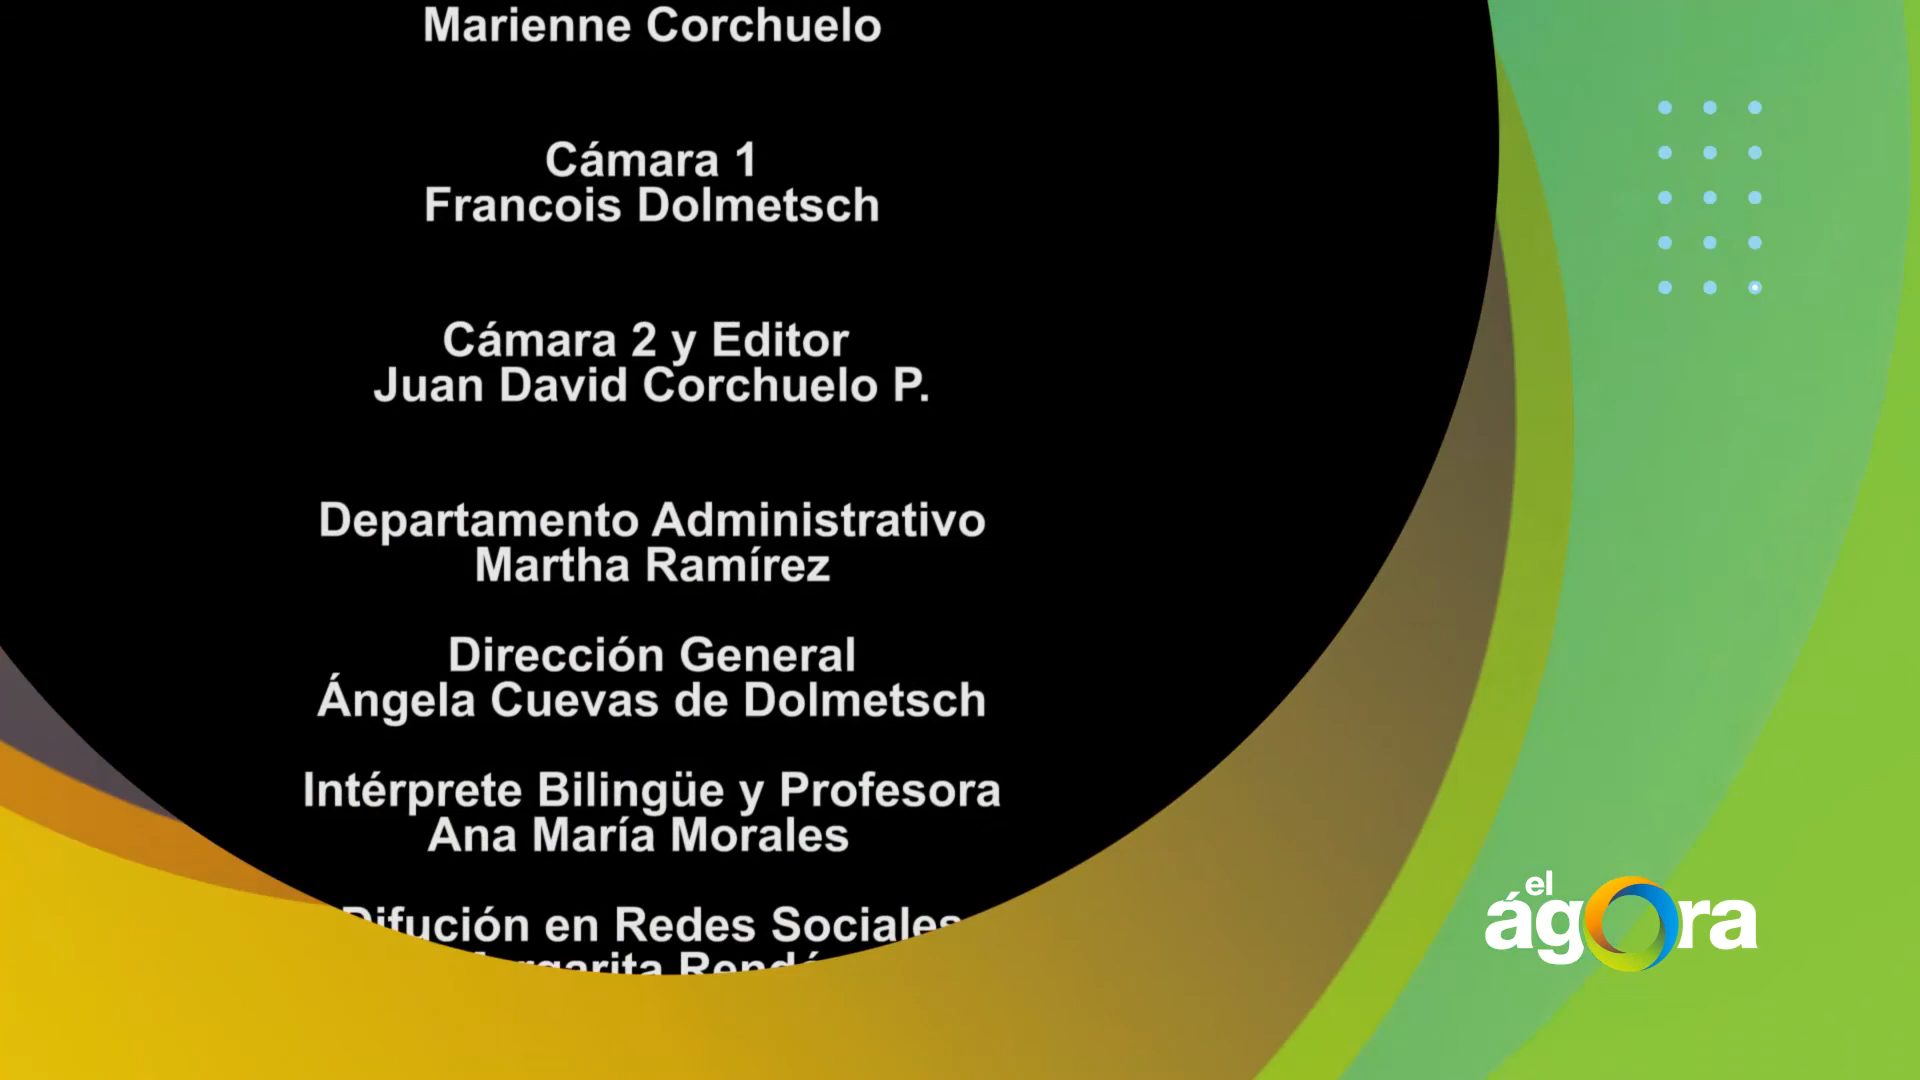 Marienne Corchuelo
Cámara 1
Francois Dolmetsch
Cámara 2 y Editor
Juan David Corchuelo P.
Departamento Administrativo
Martha Ramírez
Dirección General
Ángela Cuevas de Dolmetsch
Intérprete Bilingüe y Profesora
Ana María Morales
Difución en Redes Sociales
el
ágora